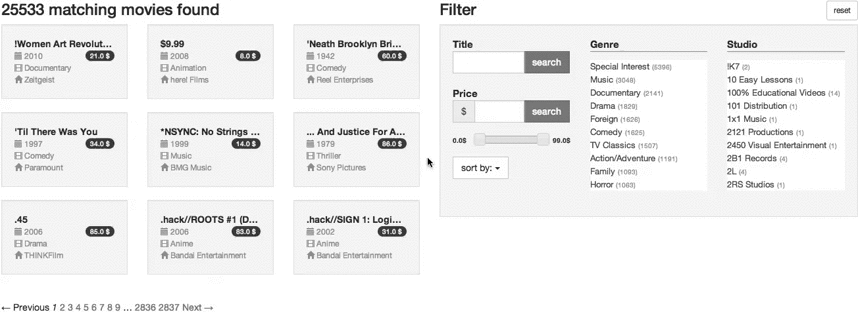 25533 matching movies found
!Women Art Revolut...
2010
21.0 $
Documentary
Zeitgeist
$9.99
2008
8.0 $
Animation
here! Films
'Neath Brooklyn Bri...
1942
60.0 $
Comedy
Reel Enterprises
'Til There Was You
1997
34.0 $
Comedy
Paramount
*NSYNC: No Strings ...
1999
14.0 $
Music
BMG Music
... And Justice For A...
1979
86.0 $
Thriller
Sony Pictures
.45
2006
85.0 $
Drama
THINKFilm
.hack//ROOTS #1 (D...
2006
83.0 $
Anime
Bandai Entertainment
.hack//SIGN 1: Logi...
2002
31.0 $
Anime
Bandai Entertainment
← Previous 1 2 3 4 5 6 7 8 9 ... 2836 2837 Next →
Filter
reset
Title
search
Price
$
search
0.0$
99.0$
sort by:
Genre
Special Interest (5396)
Music (3048)
Documentary (2141)
Drama (1829)
Foreign (1626)
Comedy (1625)
TV Classics (1507)
Action/Adventure (1191)
Family (1093)
Horror (1063)
Studio
!K7 (2)
10 Easy Lessons (1)
100% Educational Videos (14)
101 Distribution (1)
1x1 Music (1)
2121 Productions (1)
2450 Visual Entertainment (1)
2B1 Records (4)
2L (4)
2RS Studios (1)